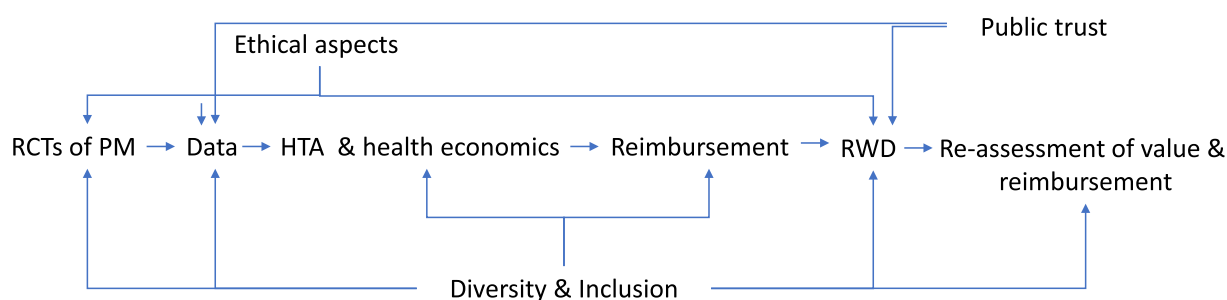 Public trust
Ethical aspects
RCTs of PM
Data
HTA & health economics
Reimbursement
RWD
Re-assessment of value &
reimbursement
Diversity & Inclusion